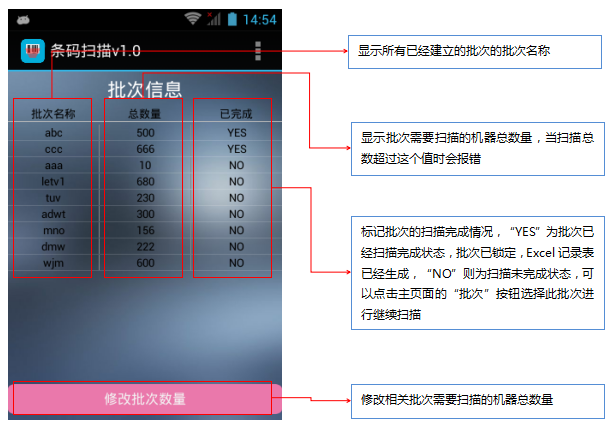 14:54
条码扫描v1.0
批次信息
批次名称 总数量 已完成
abc 500 YES
ccc 666 YES
aaa 10 NO
letv1 680 NO
tuv 230 NO
adwt 300 NO
mno 156 NO
dmw 222 NO
wjm 600 NO
修改批次数量
显示所有已经建立的批次的批次名称
显示批次需要扫描的机器总数量，当扫描
总数超过这个值时会报错
标记批次的扫描完成情况，“YES”为批次已
经扫描完成状态，批次已锁定，Excel 记录表
已经生成，“NO”则为扫描未完成状态，可
以点击主页面的“批次”按钮选择此批次进
行继续扫描
修改相关批次需要扫描的机器总数量